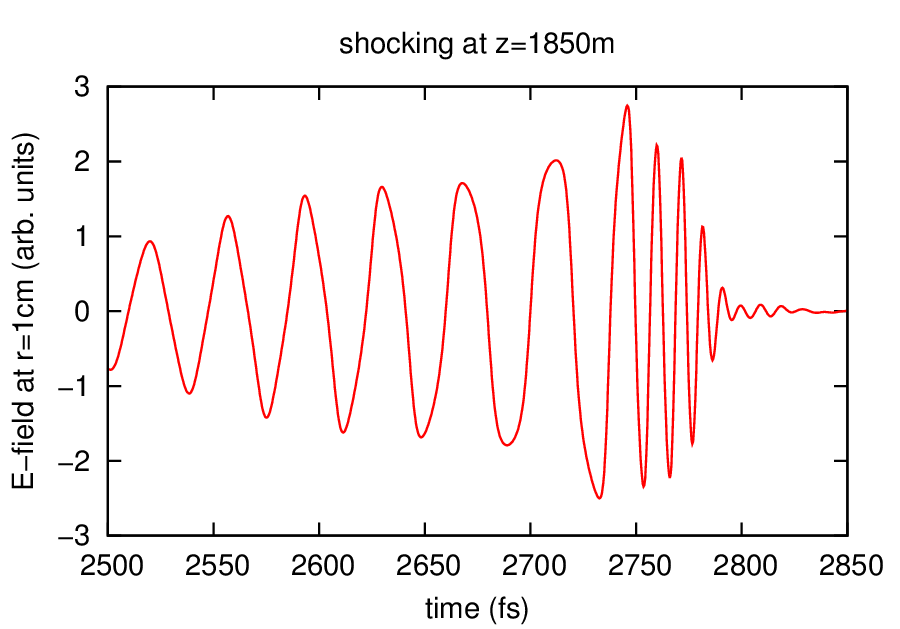 shocking at z=1850m
E−field at r=1cm (arb. units)
3
2
1
0
−1
−2
−3
2500 2550 2600 2650 2700 2750 2800 2850
time (fs)